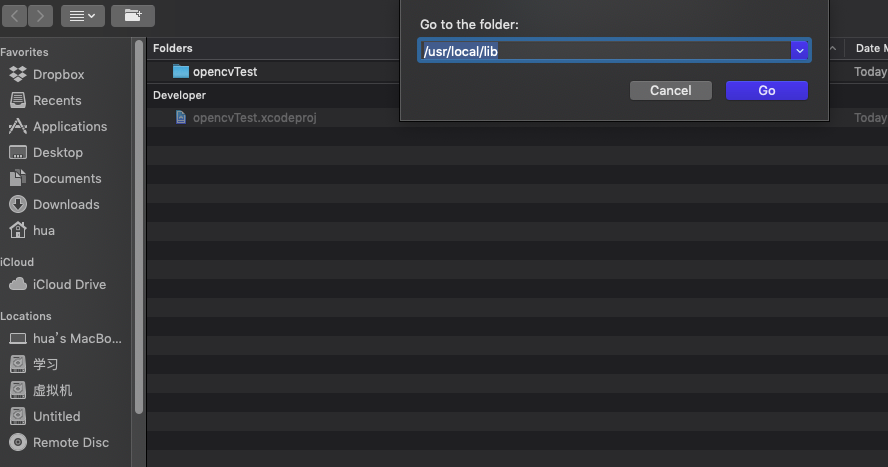 Go to the folder:
/usr/local/lib
Cancel
Go
Favorites
Dropbox
Recents
Applications
Desktop
Documents
Downloads
hua
iCloud
iCloud Drive
Locations
hua's MacBo...
学习
虚拟机
Untitled
Remote Disc
Folders
Date M
opencvTest
Today
Developer
opencvTest.xcodeproj
Today